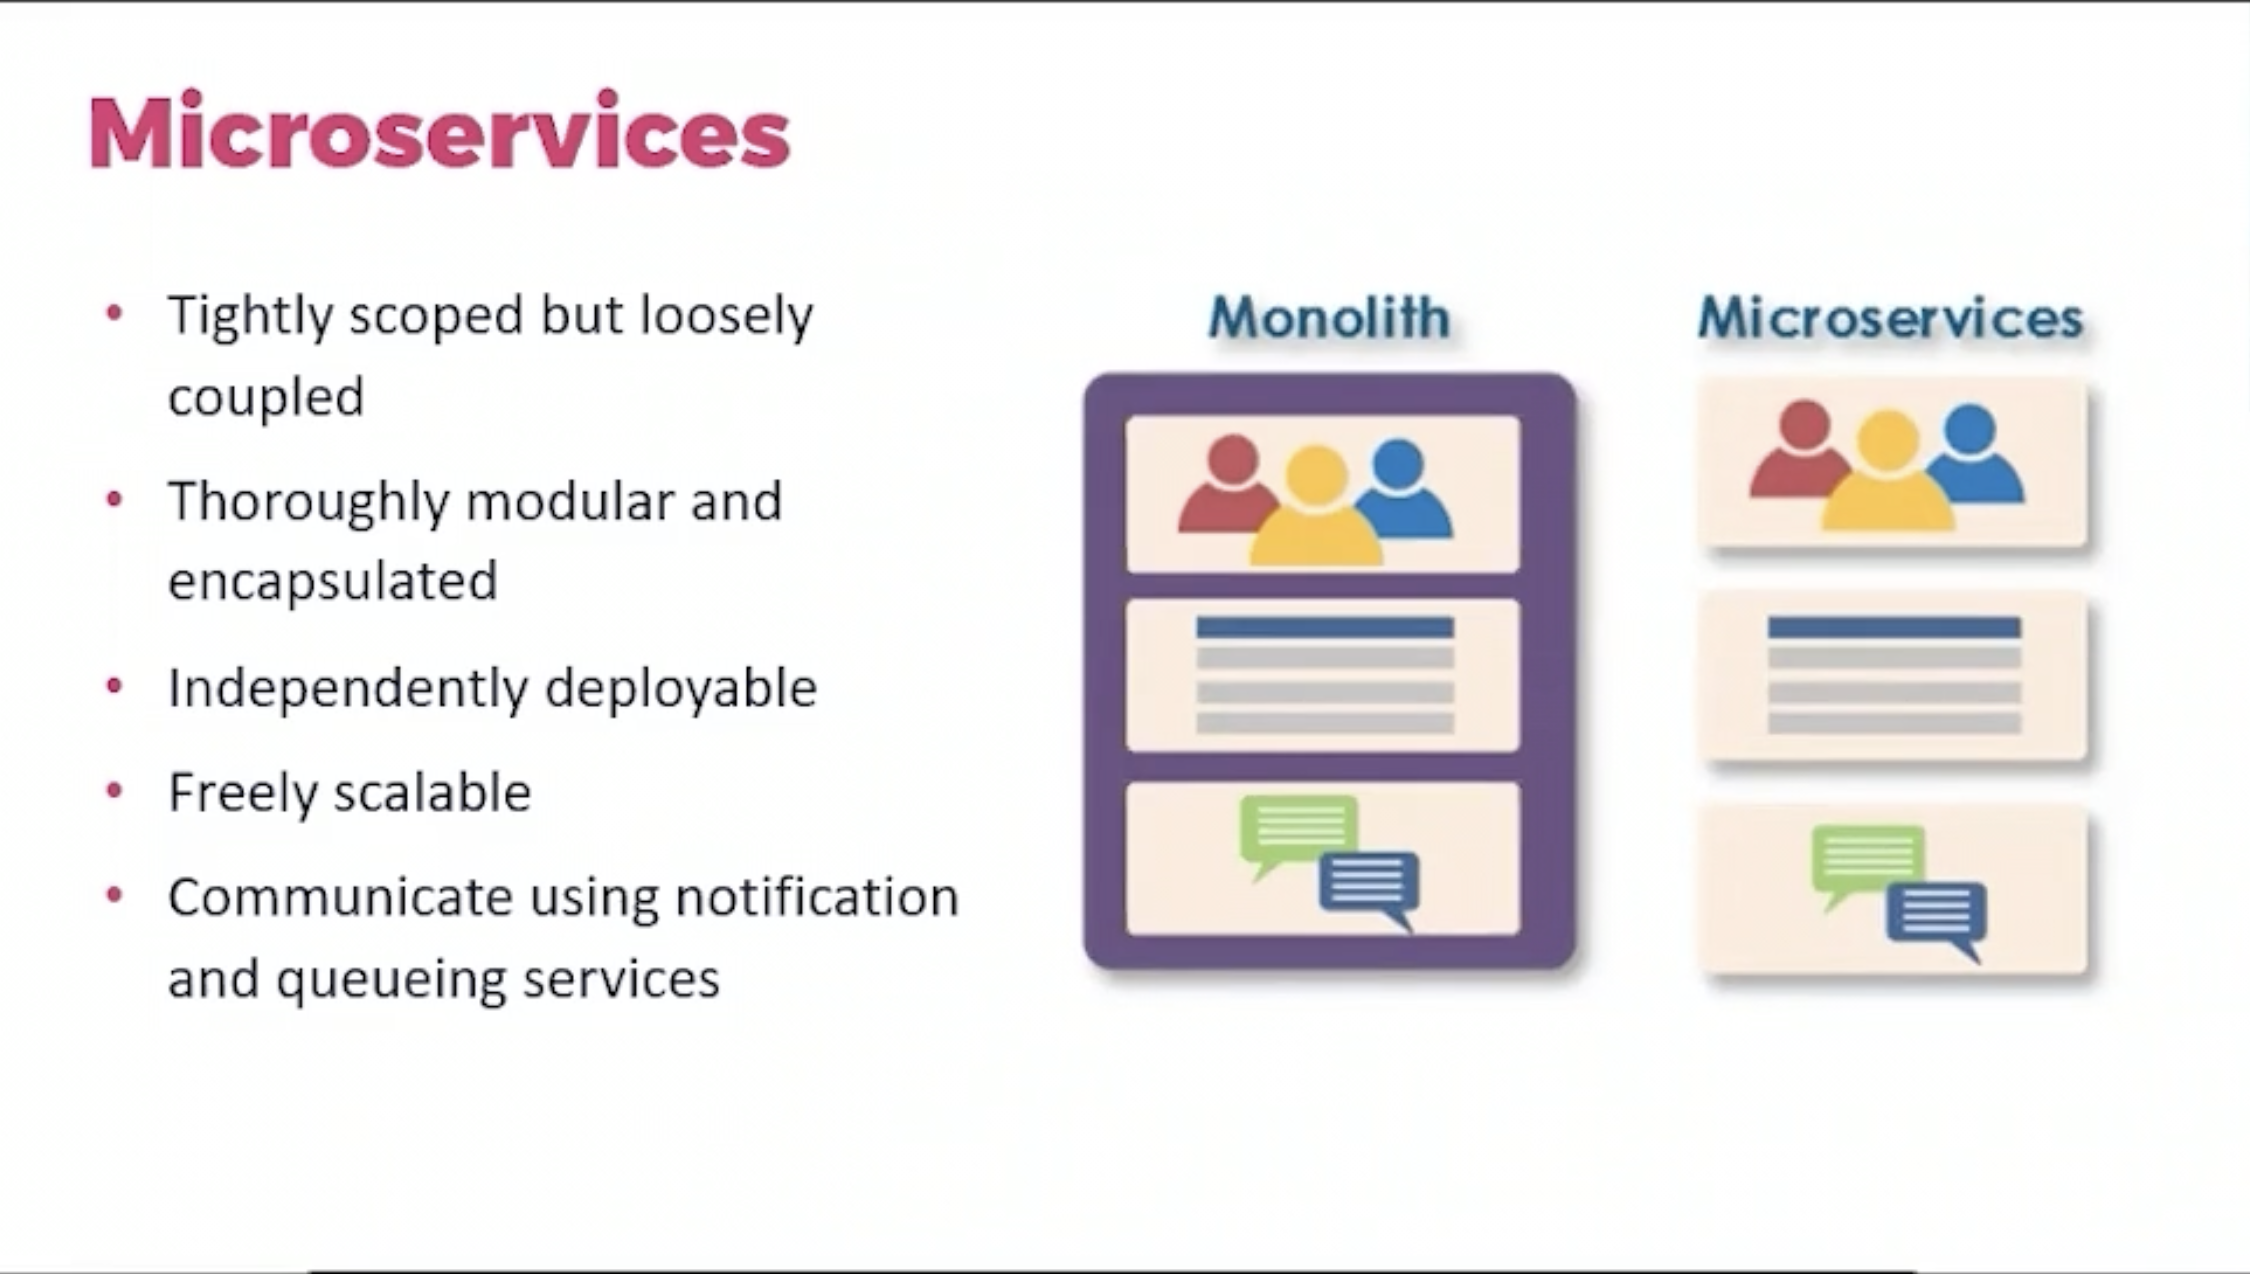 Microservices
Tightly scoped but loosely
coupled
Thoroughly modular and
encapsulated
Independently deployable
Freely scalable
Communicate using notification
and queueing services
Monolith
Microservices